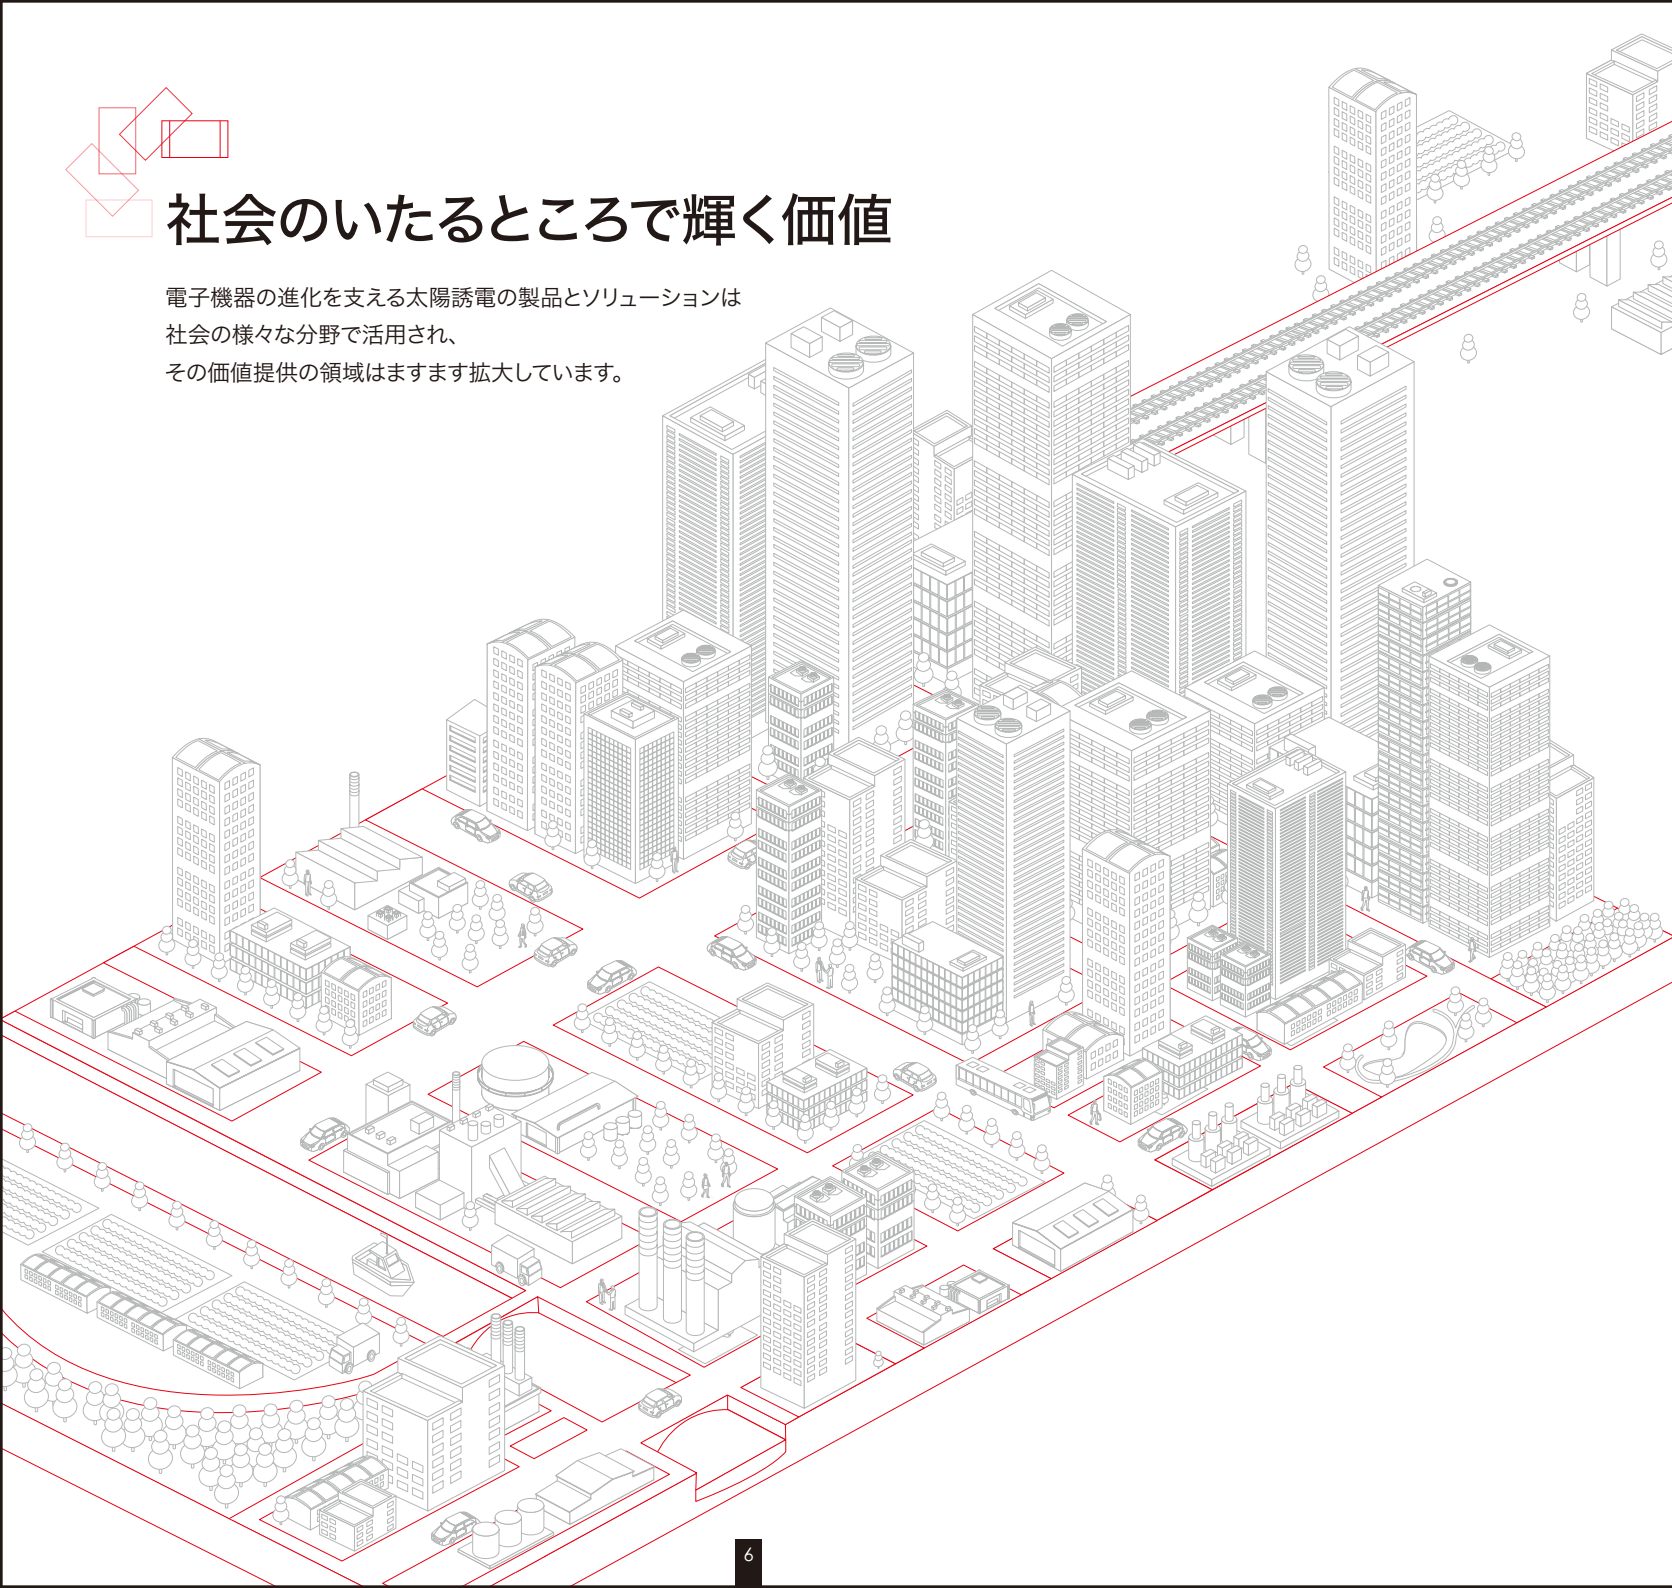 社会のいたるところで輝く価値
電子機器の進化を支える太陽誘電の製品とソリューションは
社会の様々な分野で活用され、
その価値提供の領域はますます拡大しています。
6